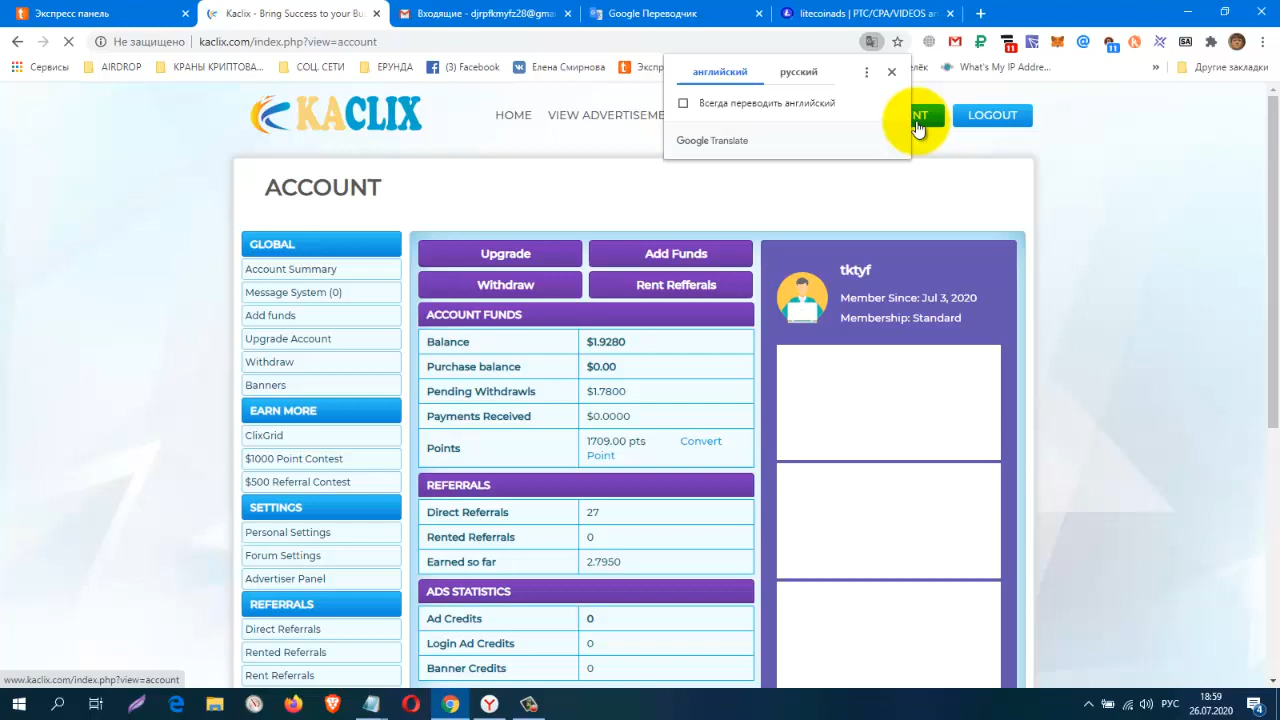 Экспресс панель
Kaclix - Bring Success to your Bu
Входящие - djrpfkmyfz28@gma
Google Переводчик
litecoinads | PTC/CPA/VIDEOS an
Не защищено
kaclix.com/index.php?view=account
11
11
SA
Сервисы
AIRDROP
КРАНЫ КРИПТОВА...
СОЦ. СЕТИ
ЕРУНДА
(3) Facebook
Елена Смирнова
What's My IP Addre...
»
Другие закладки
английский
русский
Всегда переводить английский
Google Translate
KACLIX
HOME
VIEW ADVERTISEME
NT
LOGOUT
ACCOUNT
GLOBAL
Account Summary
Message System (0)
Add funds
Upgrade Account
Withdraw
Banners
EARN MORE
ClixGrid
$1000 Point Contest
$500 Referral Contest
SETTINGS
Personal Settings
Forum Settings
Advertiser Panel
REFERRALS
Direct Referrals
Rented Referrals
Rent Referrals
Upgrade
Add Funds
Withdraw
Rent Refferals
ACCOUNT FUNDS
Balance $1.9280
Purchase balance $0.00
Pending Withdrawls $1.7800
Payments Received $0.0000
Points 1709.00 pts Convert
Point
REFERRALS
Direct Referrals 27
Rented Referrals 0
Earned so far 2.7950
ADS STATISTICS
Ad Credits 0
Login Ad Credits 0
Banner Credits 0
tktyf
Member Since: Jul 3, 2020
Membership: Standard
www.kaclix.com/index.php?view=account
РУС
18:59
26.07.2020
4